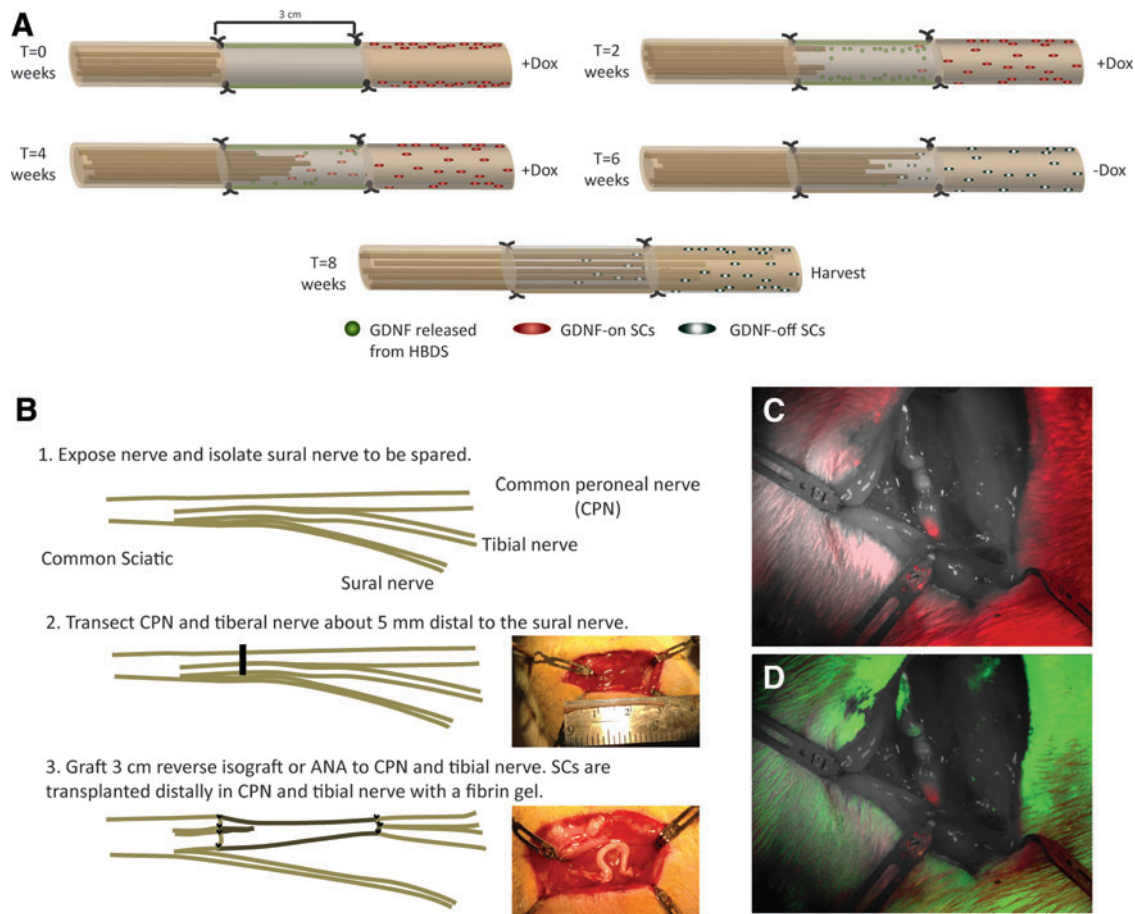 A
3 cm
T=0
weeks
+Dox
T=2
weeks
+Dox
T=4
weeks
+Dox
T=6
weeks
-Dox
T=8
weeks
Harvest
GDNF released
from HBDS
GDNF-on SCs
GDNF-off SCs
B
1. Expose nerve and isolate sural nerve to be spared.
Common peroneal nerve
(CPN)
Tibial nerve
Common Sciatic
Sural nerve
2. Transect CPN and tiberal nerve about 5 mm distal to the sural nerve.
3. Graft 3 cm reverse isograft or ANA to CPN and tibial nerve. SCs are
transplanted distally in CPN and tibial nerve with a fibrin gel.
C
D